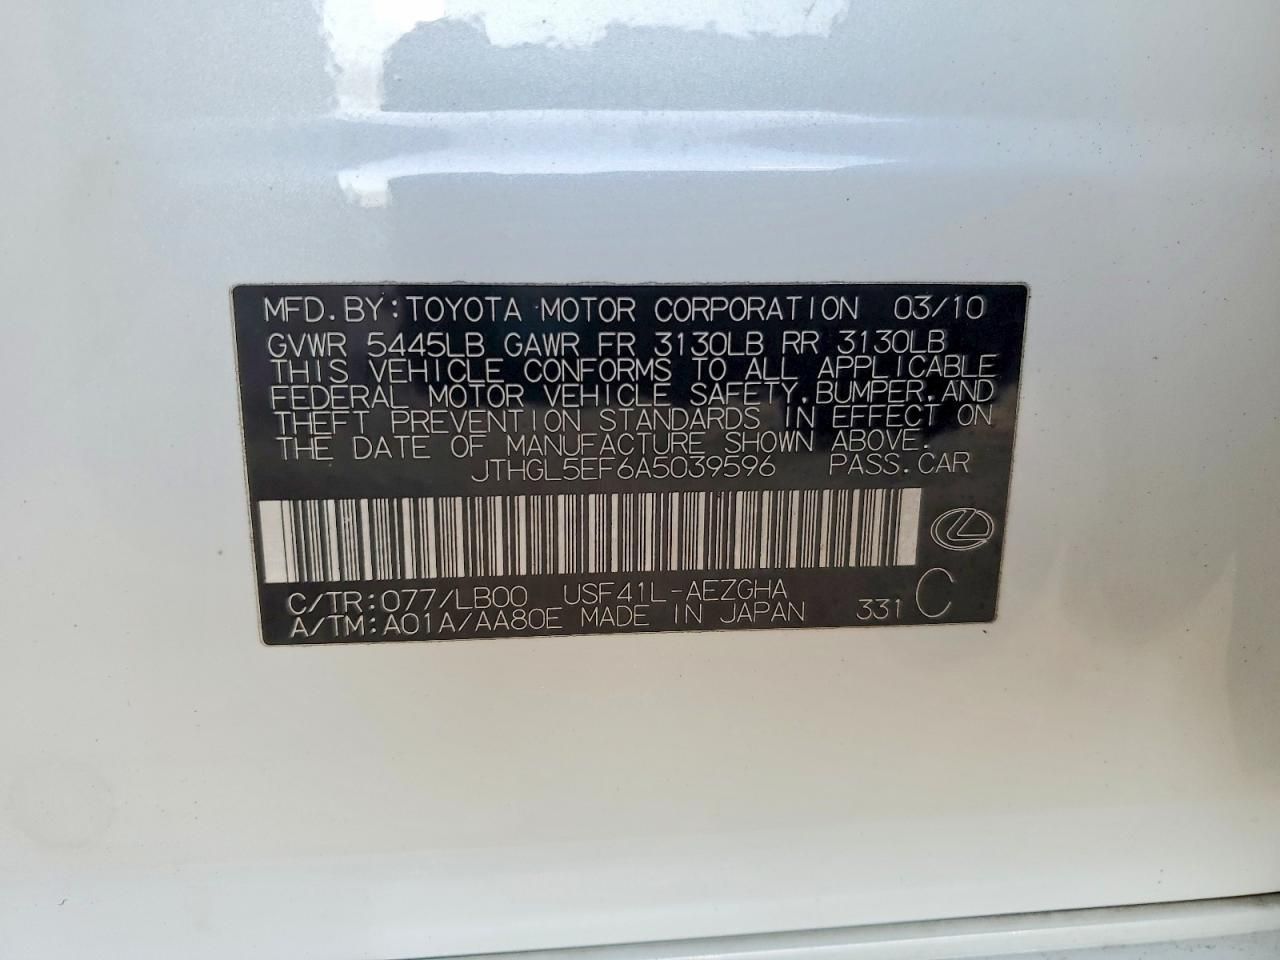 MFD.BY:TOYOTA MOTOR CORPORATION 03/10
GVWR 5445LB GAWR FR 3130LB RR 3130LB
THIS VEHICLE CONFORMS TO ALL APPLICABLE
FEDERAL MOTOR VEHICLE SAFETY,BUMPER,AND
THEFT PREVENTION STANDARDS IN EFFECT ON
THE DATE OF MANUFACTURE SHOWN ABOVE.
JTHGL5EF6A5039596 PASS.CAR
C/TR:077/LB00 USF41L-AEZGHA
A/TM:A01A/AA80E MADE IN JAPAN 331 C